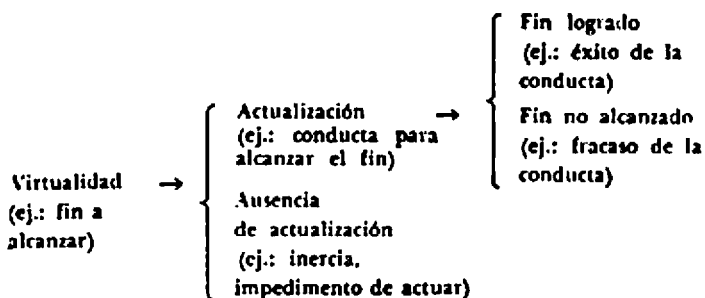 Virtualidad →
(ej.: fin a
alcanzar)
Actualización →
(ej.: conducta para
alcanzar el fin)
Ausencia
de actualización
(ej.: inercia,
impedimento de actuar)
Fin logrado
(ej.: éxito de la
conducta)
Fin no alcanzado
(ej.: fracaso de la
conducta)